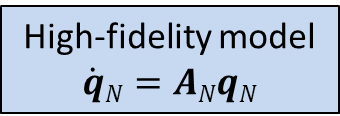 High-fidelity model
q̇_N = A_N q_N